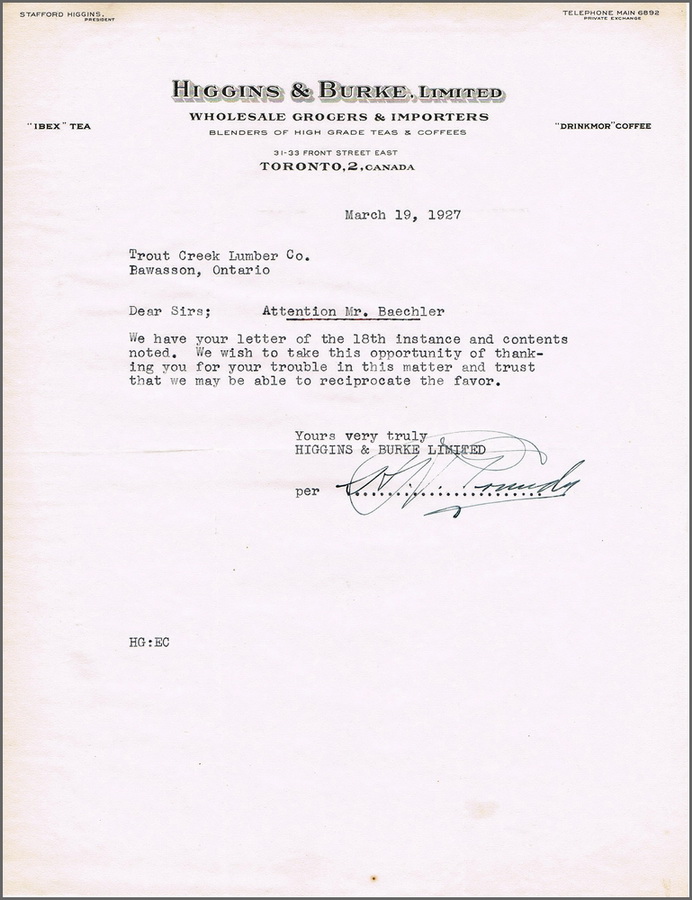 STAFFORD HIGGINS,
PRESIDENT
TELEPHONE MAIN 6892
PRIVATE EXCHANGE
HIGGINS & BURKE, LIMITED
WHOLESALE GROCERS & IMPORTERS
"IBEX" TEA
BLENDERS OF HIGH GRADE TEAS & COFFEES
"DRINKMOR" COFFEE
31-33 FRONT STREET EAST
TORONTO, 2, CANADA
March 19, 1927
Trout Creek Lumber Co.
Bawasson, Ontario
Dear Sirs; Attention Mr. Baechler
We have your letter of the 18th instance and contents
noted. We wish to take this opportunity of thank-
ing you for your trouble in this matter and trust
that we may be able to reciprocate the favor.
Yours very truly
HIGGINS & BURKE LIMITED
per
HG:EC